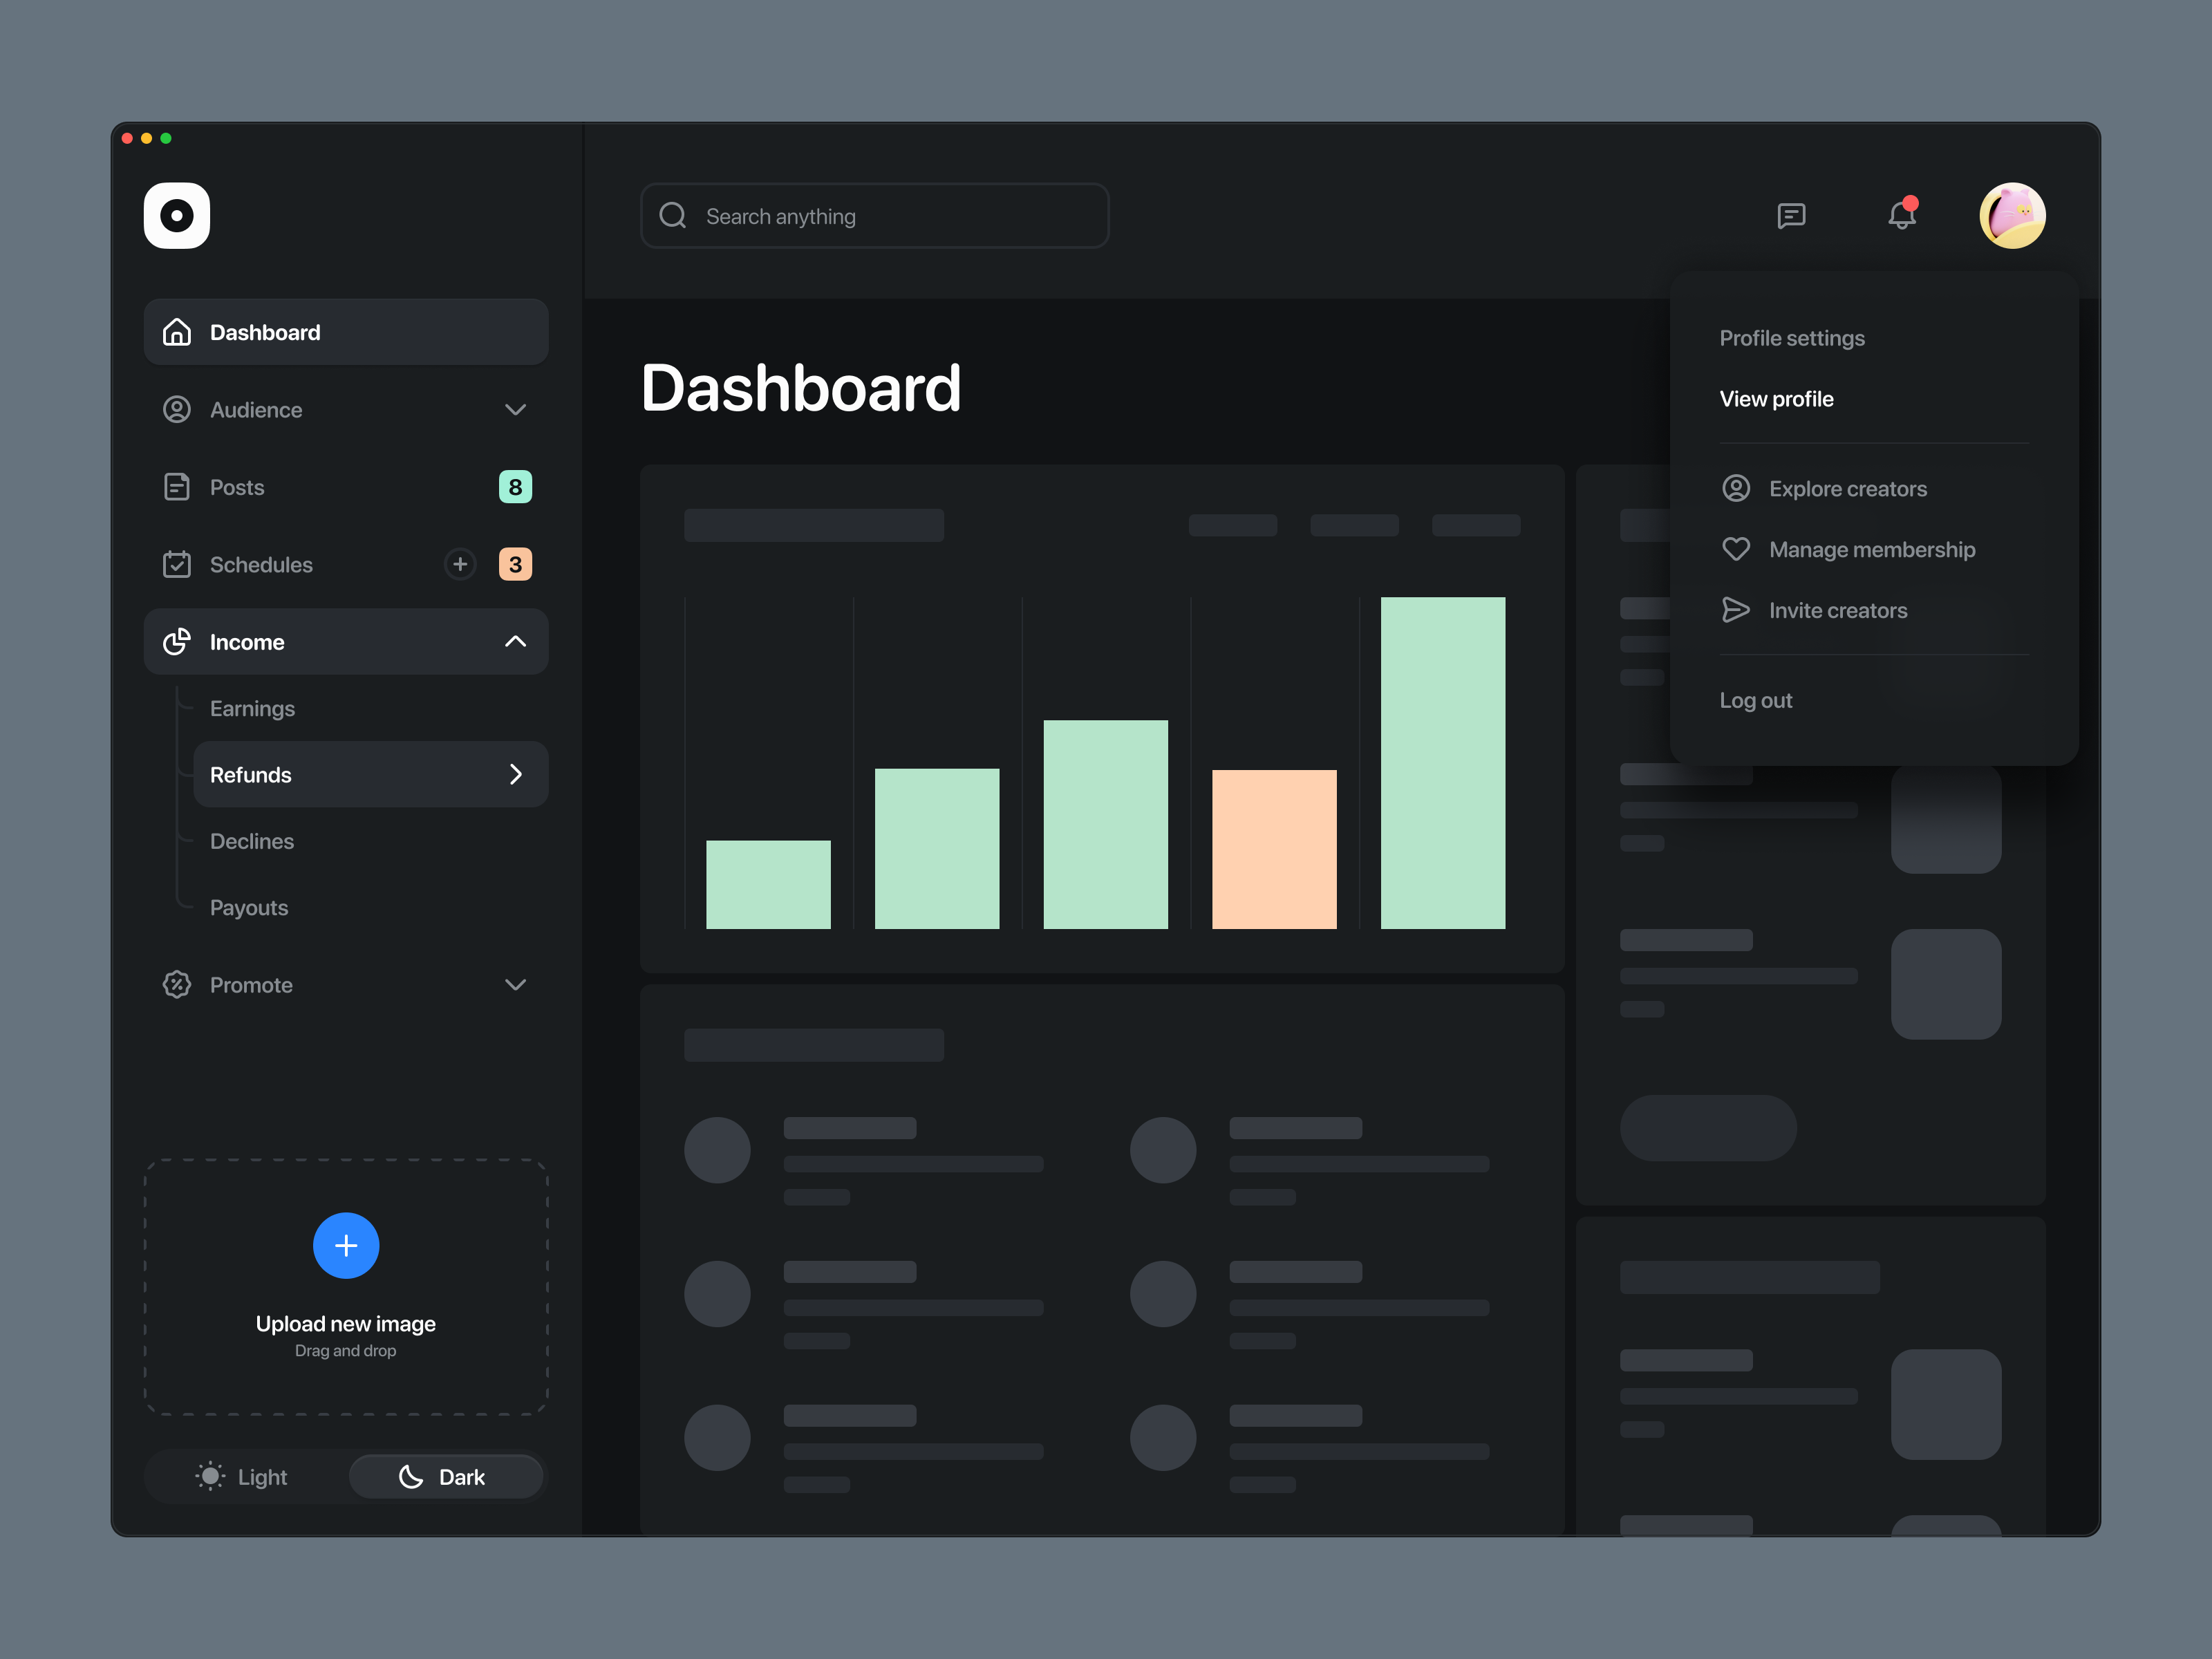 Search anything
Dashboard
Audience
Posts
8
Schedules
3
Income
Earnings
Refunds
Declines
Payouts
Promote
Upload new image
Drag and drop
Light
Dark
Dashboard
Profile settings
View profile
Explore creators
Manage membership
Invite creators
Log out